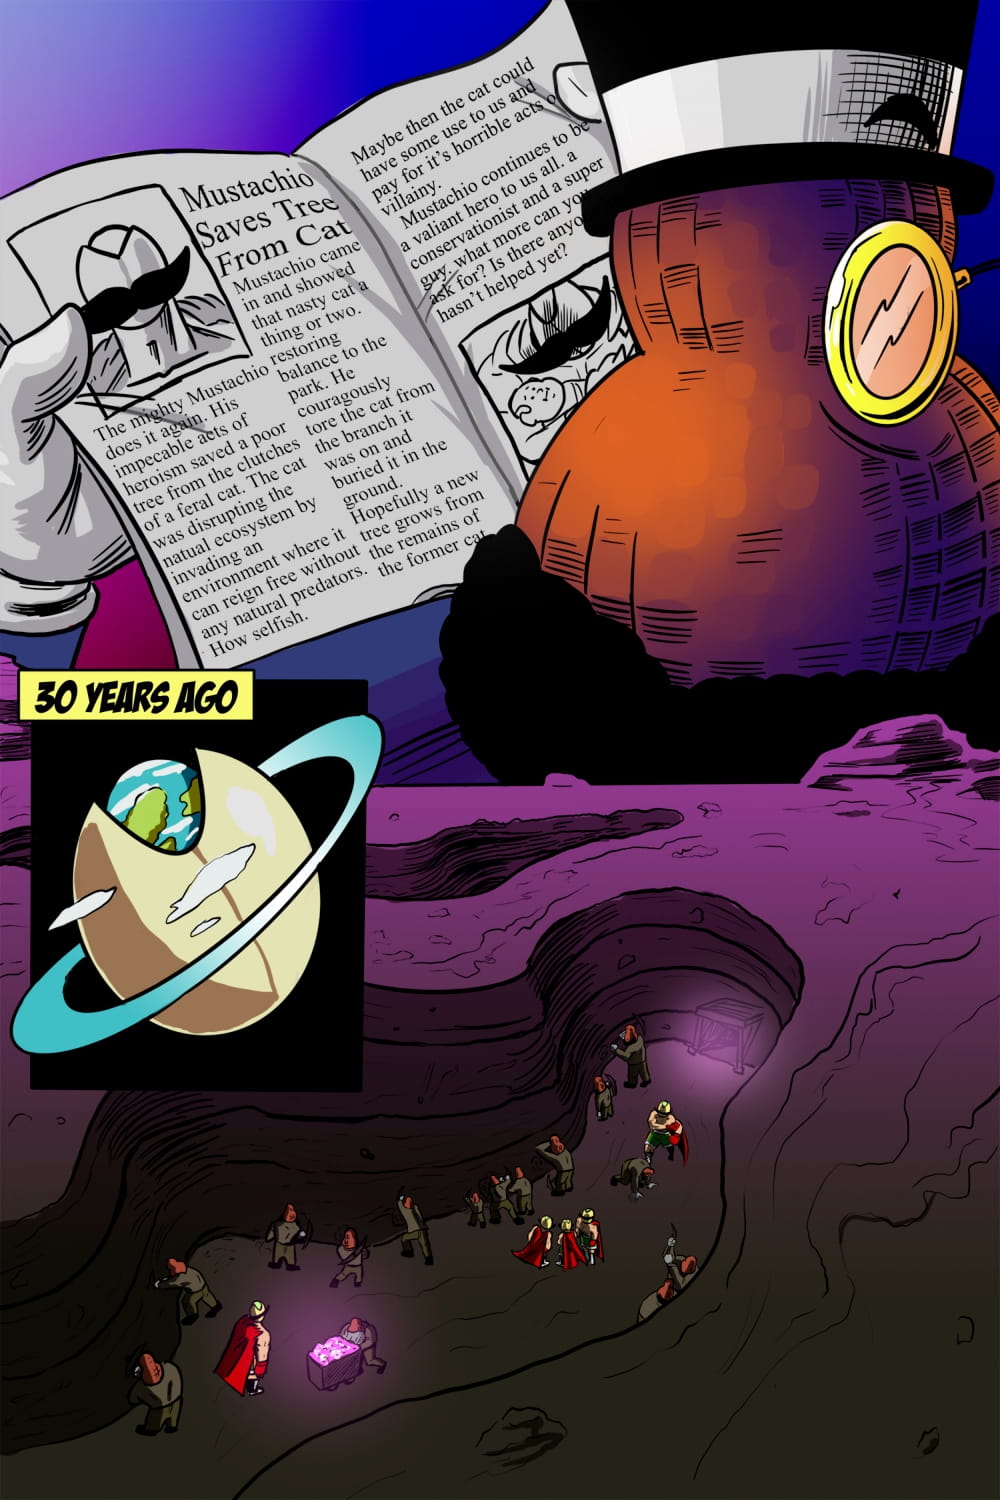 Mustachio
Saves Tree
From Cat
Mustachio came
in and showed
that nasty cat a
thing or two.
The mighty Mustachio
does it again. His
impecable acts of
heroism saved a poor
tree from the clutches
of a feral cat. The cat
was disrupting the
natual ecosystem by
invading an
environment where it
can reign free without
any natural predators.
How selfish.
restoring
balance to the
park. He
couragously
tore the cat from
the branch it
was on and
buried it in the
ground.
Hopefully a new
tree grows from
the remains of
the former cat
Maybe then the cat could
have some use to us and
pay for it's horrible acts
villainy.
Mustachio continues to be
a valiant hero to us all. a
conservationist and a super
guy, what more can you
ask for? Is there anyo
hasn't helped yet?
30 YEARS AGO